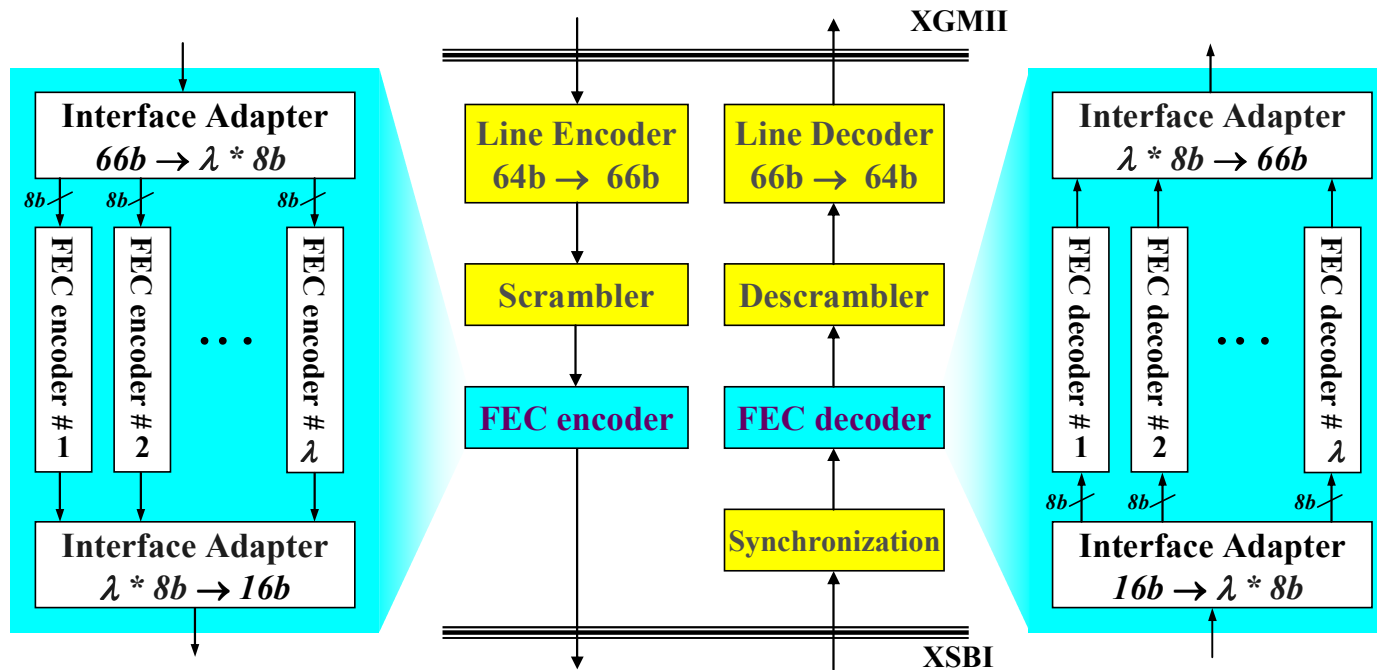 XGMII
Interface Adapter
66b → λ * 8b
8b
8b
8b
FEC encoder # 1
FEC encoder # 2
. . .
FEC encoder # λ
Interface Adapter
λ * 8b → 16b
Line Encoder
64b → 66b
Scrambler
FEC encoder
Line Decoder
66b → 64b
Descrambler
FEC decoder
Synchronization
Interface Adapter
λ * 8b → 66b
FEC decoder # 1
FEC decoder # 2
. . .
FEC decoder # λ
8b
8b
8b
Interface Adapter
16b → λ * 8b
XSBI